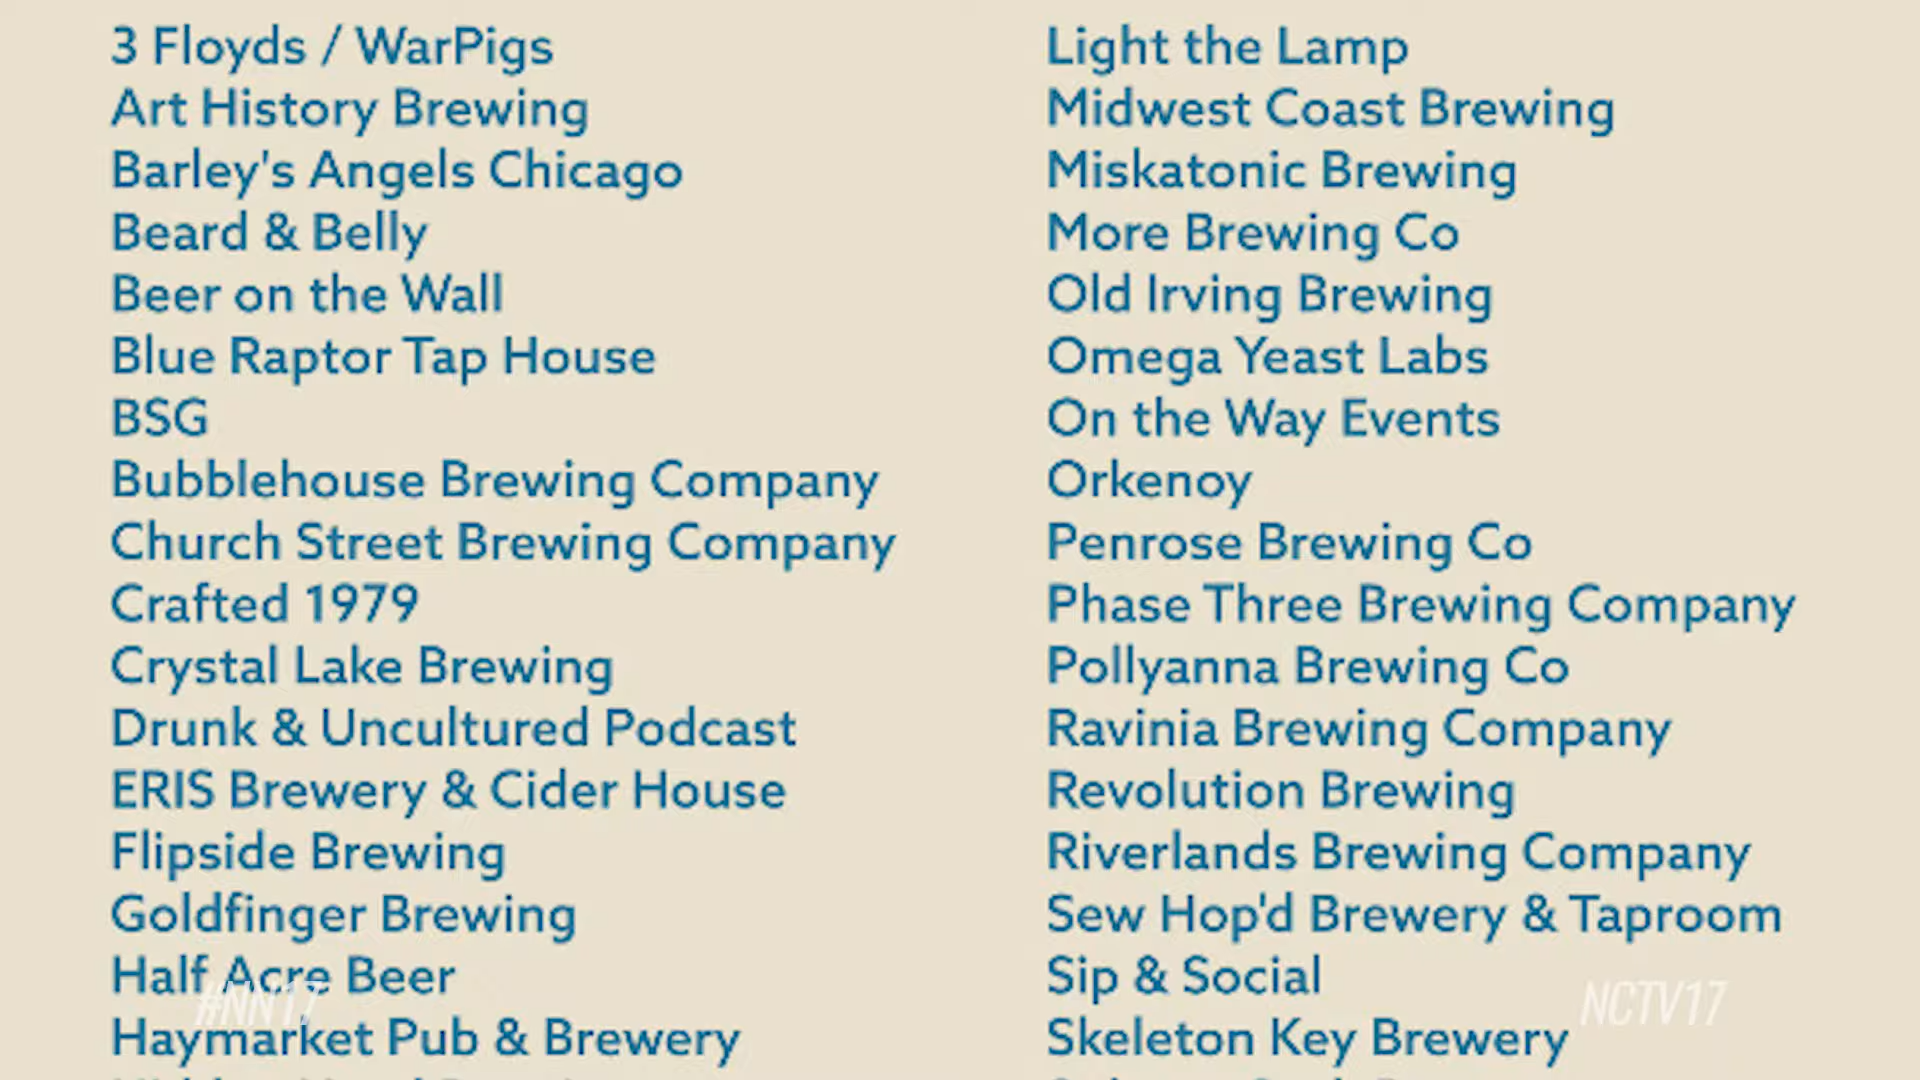 3 Floyds / WarPigs
Art History Brewing
Barley's Angels Chicago
Beard & Belly
Beer on the Wall
Blue Raptor Tap House
BSG
Bubblehouse Brewing Company
Church Street Brewing Company
Crafted 1979
Crystal Lake Brewing
Drunk & Uncultured Podcast
ERIS Brewery & Cider House
Flipside Brewing
Goldfinger Brewing
Half Acre Beer
Haymarket Pub & Brewery
Light the Lamp
Midwest Coast Brewing
Miskatonic Brewing
More Brewing Co
Old Irving Brewing
Omega Yeast Labs
On the Way Events
Orkenoy
Penrose Brewing Co
Phase Three Brewing Company
Pollyanna Brewing Co
Ravinia Brewing Company
Revolution Brewing
Riverlands Brewing Company
Sew Hop'd Brewery & Taproom
Sip & Social
Skeleton Key Brewery
#NN17
NCTV17